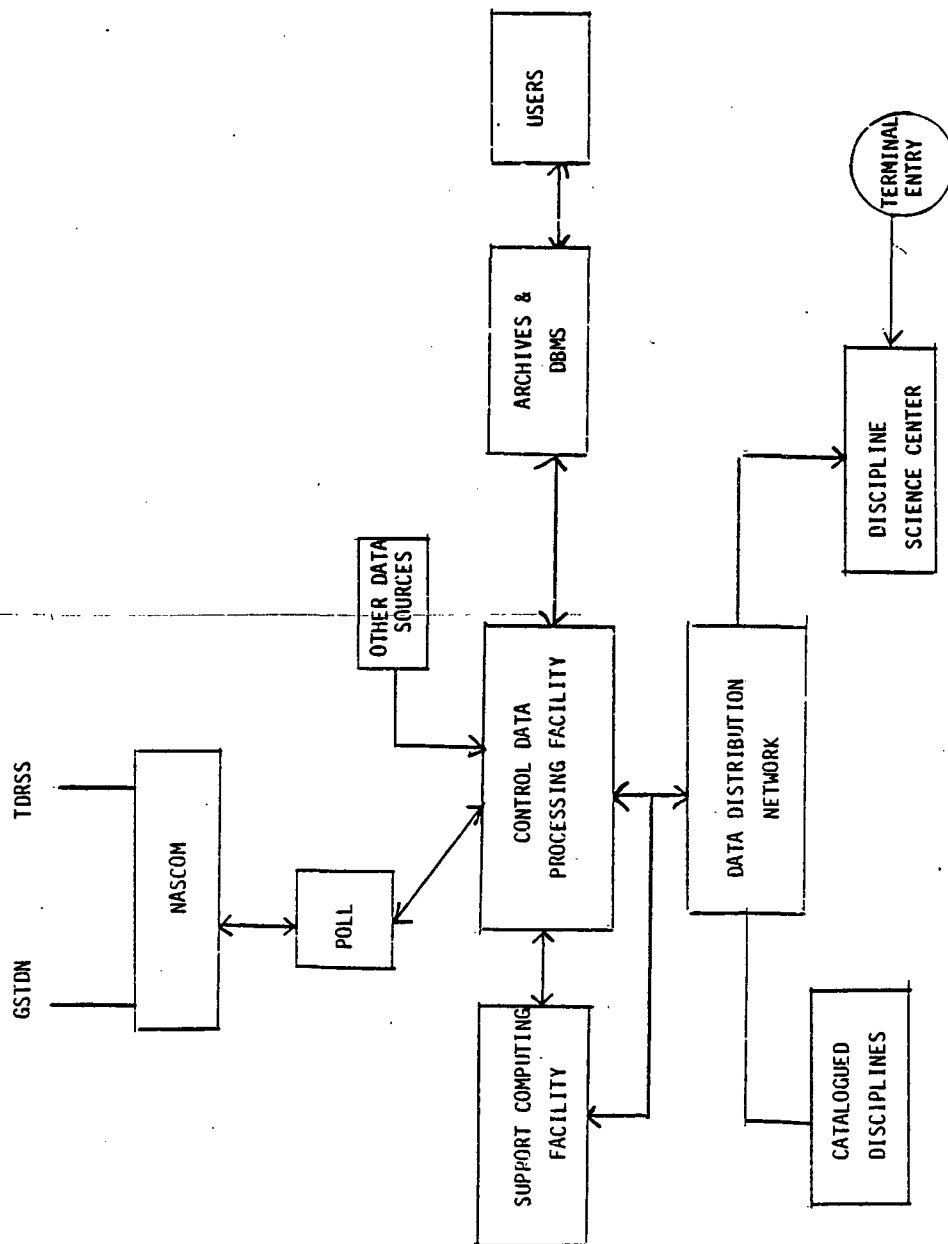 GSTDN
TDRSS
NASCOM
POLL
OTHER DATA
SOURCES
SUPPORT COMPUTING
FACILITY
CONTROL DATA
PROCESSING FACILITY
ARCHIVES &
DBMS
USERS
CATALOGUED
DISCIPLINES
DATA DISTRIBUTION
NETWORK
DISCIPLINE
SCIENCE CENTER
TERMINAL
ENTRY